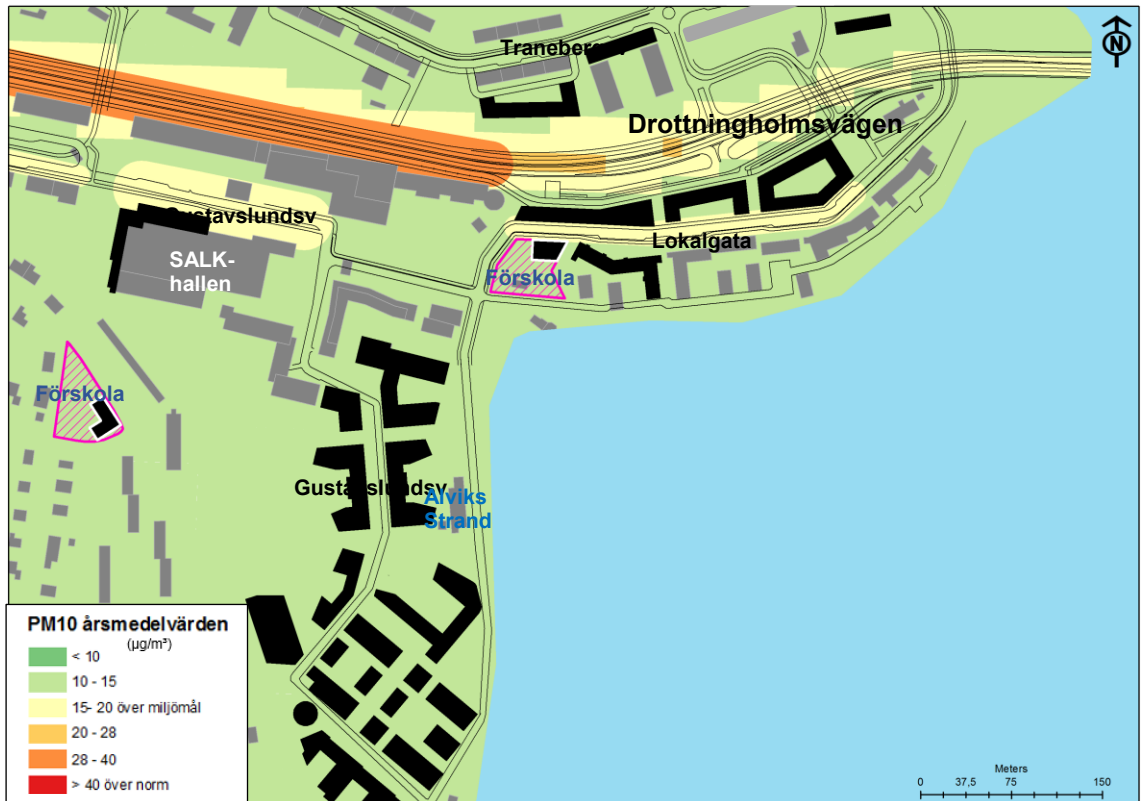 N
Traneberg
Drottningholmsvägen
Gustavslundsv
Lokalgata
SALK-
hallen
Förskola
Förskola
Gustavslundsv
Alviks
Strand
PM10 årsmedelvärden
(µg/m³)
< 10
10 - 15
15- 20 över miljömål
20 - 28
28 - 40
> 40 över norm
Meters
0 37,5 75 150